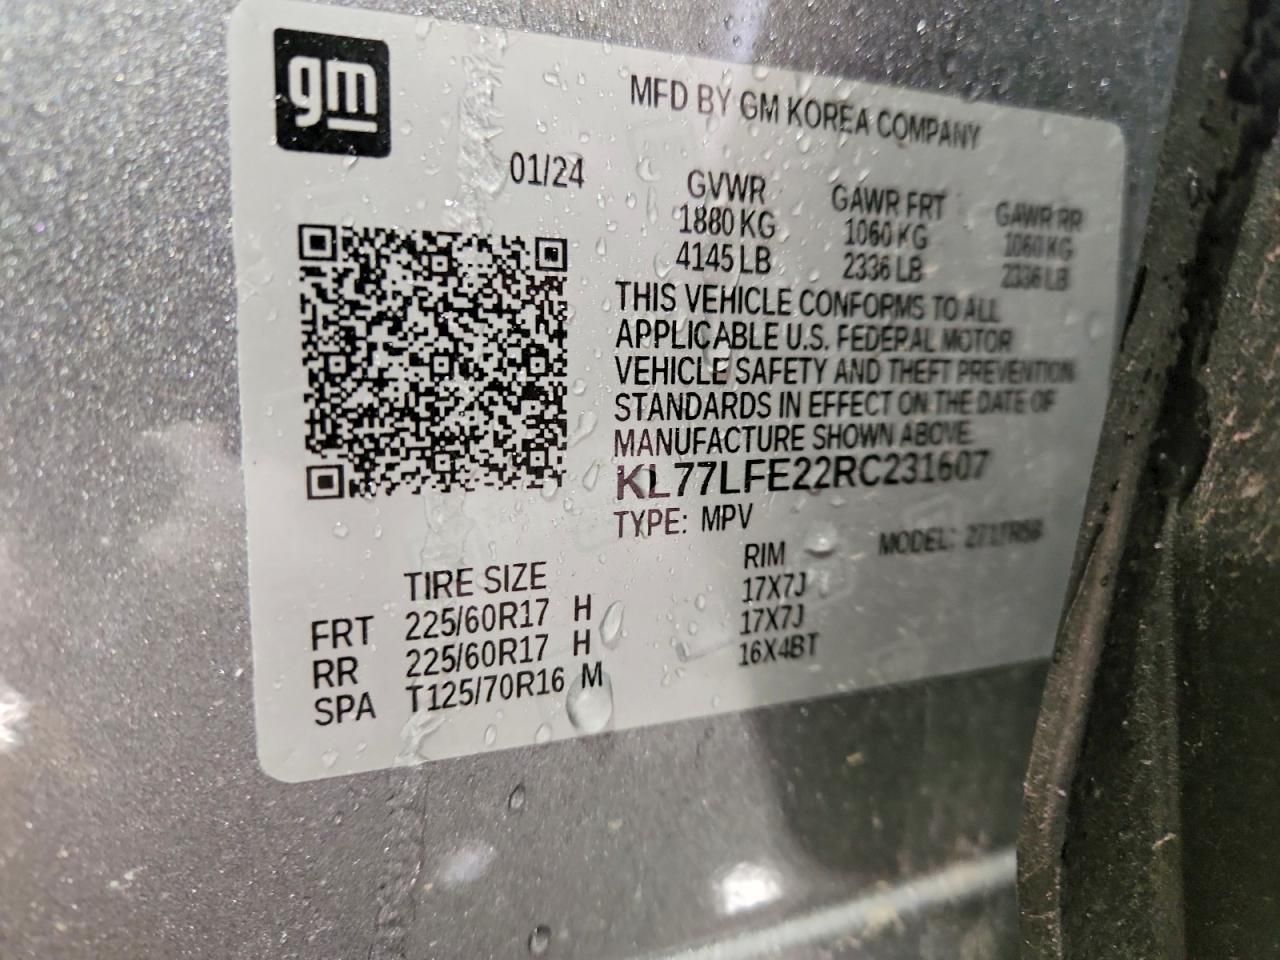 gm
MFD BY GM KOREA COMPANY
01/24
GVWR GAWR FRT GAWR RR
1880 KG 1060 KG 1060 KG
4145 LB 2336 LB 2336 LB
THIS VEHICLE CONFORMS TO ALL
APPLICABLE U.S. FEDERAL MOTOR
VEHICLE SAFETY AND THEFT PREVENTION
STANDARDS IN EFFECT ON THE DATE OF
MANUFACTURE SHOWN ABOVE.
KL77LFE22RC231607
TYPE: MPV MODEL:
TIRE SIZE RIM
FRT 225/60R17 H 17X7J
RR 225/60R17 H 17X7J
SPA T125/70R16 M 16X4BT